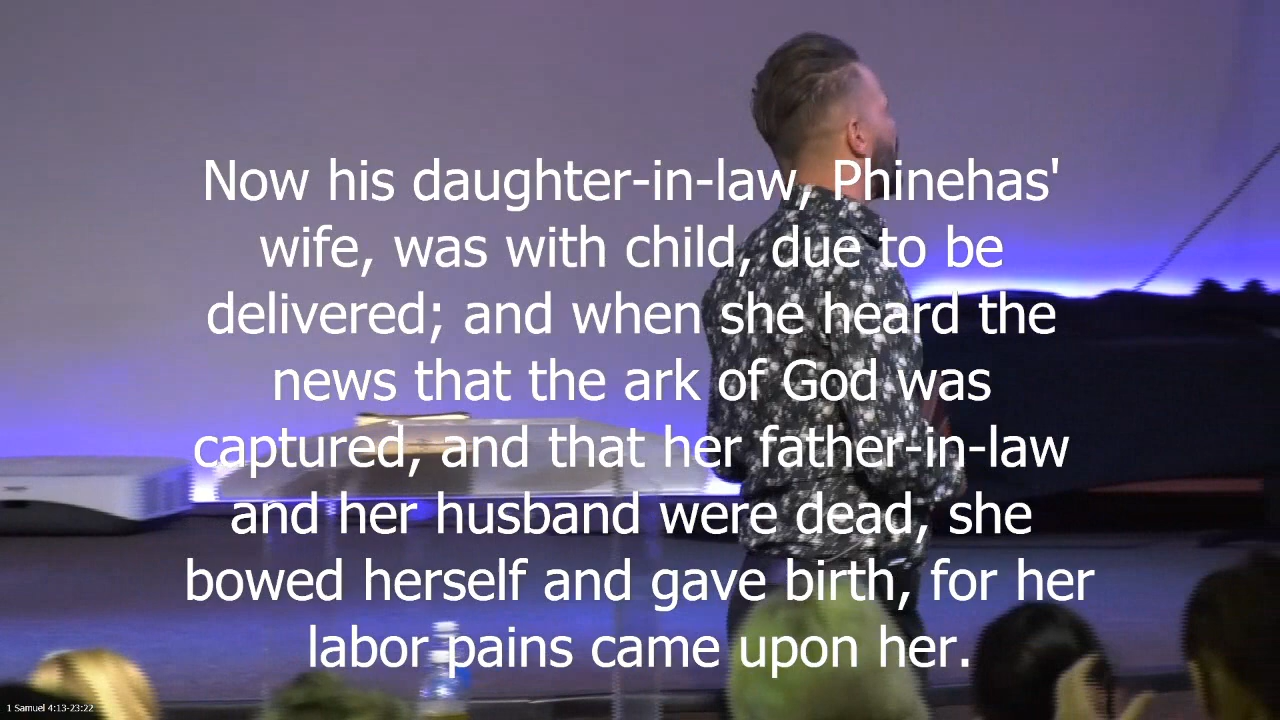 Now his daughter-in-law, Phinehas'
wife, was with child, due to be
delivered; and when she heard the
news that the ark of God was
captured, and that her father-in-law
and her husband were dead, she
bowed herself and gave birth, for her
labor pains came upon her.
1 Samuel 4:13-23:22